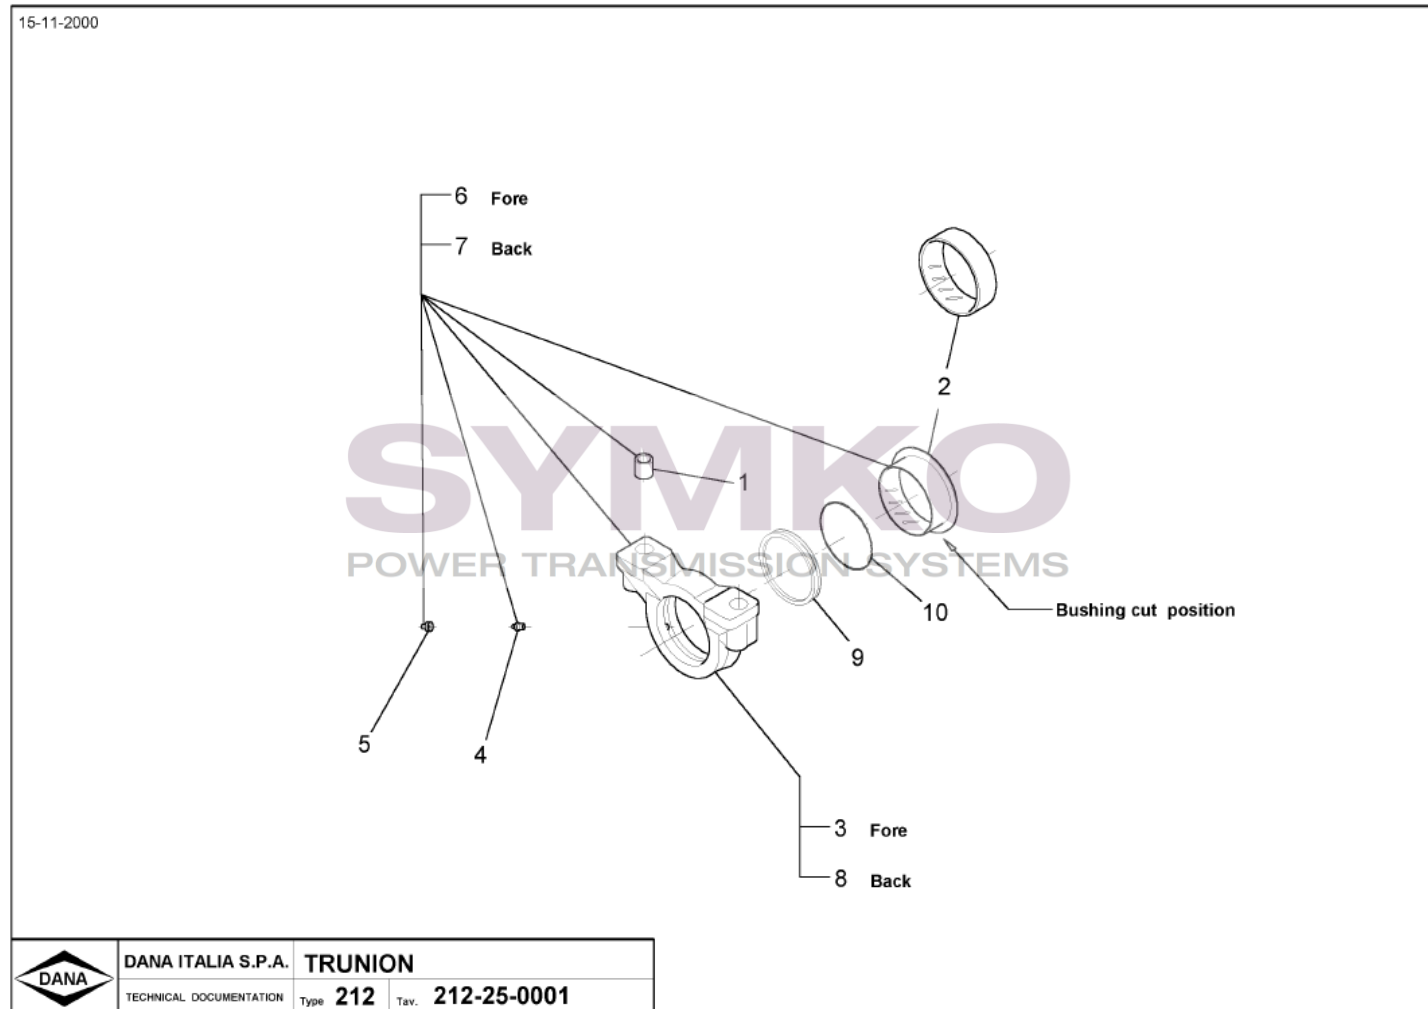 15-11-2000
6 Fore
7 Back
2
SYMKO
1
POWER TRANSMISSION SYSTEMS
10
Bushing cut position
9
5
4
3 Fore
8 Back
DANA
DANA ITALIA S.P.A.
TRUNION
TECHNICAL DOCUMENTATION
Type 212
Tav. 212-25-0001